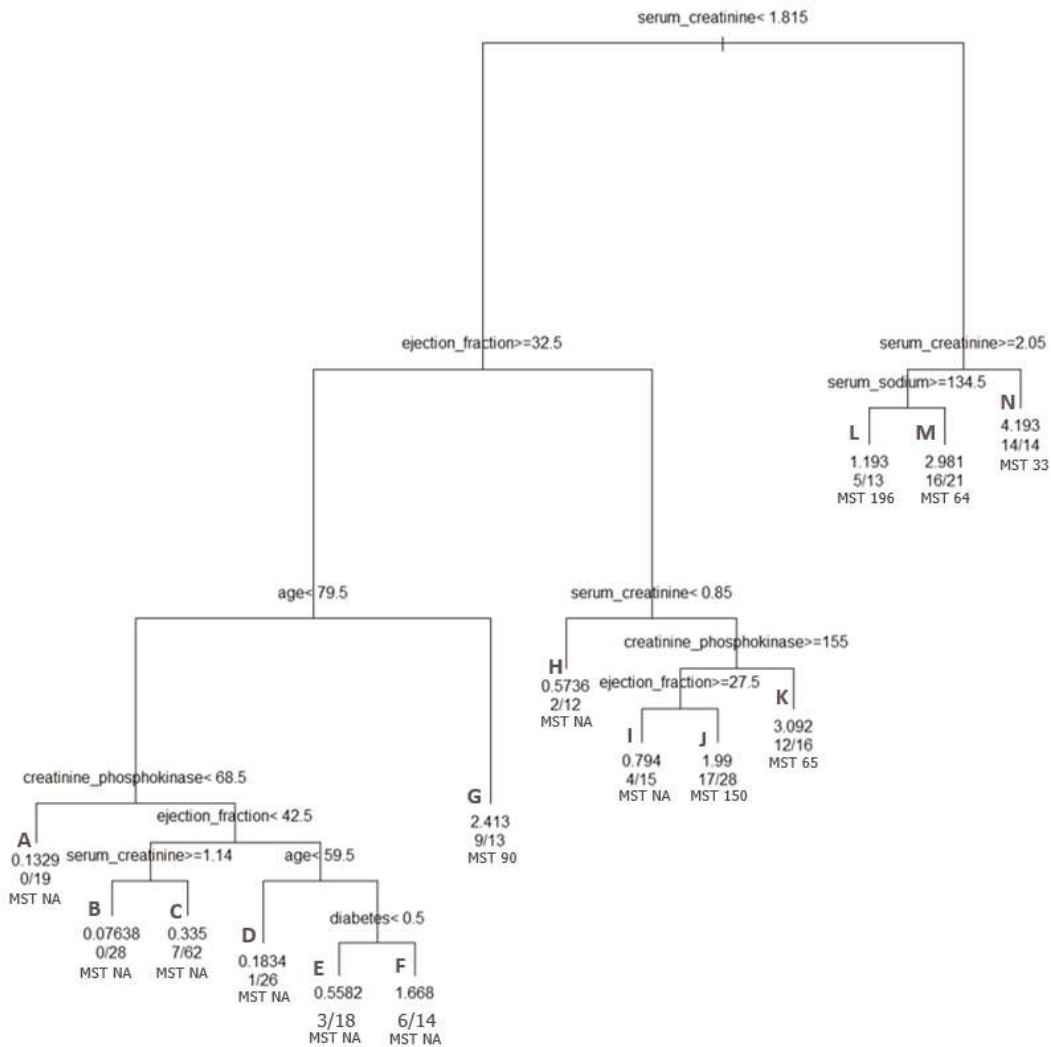 serum_creatinine< 1.815
ejection_fraction>=32.5
serum_creatinine>=2.05
serum_sodium>=134.5
N
4.193
14/14
MST 33
L
1.193
5/13
MST 196
M
2.981
16/21
MST 64
age< 79.5
serum_creatinine< 0.85
creatinine_phosphokinase>=155
H
0.5736
2/12
MST NA
ejection_fraction>=27.5
K
3.092
12/16
MST 65
I
0.794
4/15
MST NA
J
1.99
17/28
MST 150
creatinine_phosphokinase< 68.5
G
2.413
9/13
MST 90
ejection_fraction< 42.5
A
0.1329
0/19
MST NA
serum_creatinine>=1.14
age< 59.5
B
0.07638
0/28
MST NA
C
0.335
7/62
MST NA
D
0.1834
1/26
MST NA
diabetes< 0.5
E
0.5582
3/18
MST NA
F
1.668
6/14
MST NA